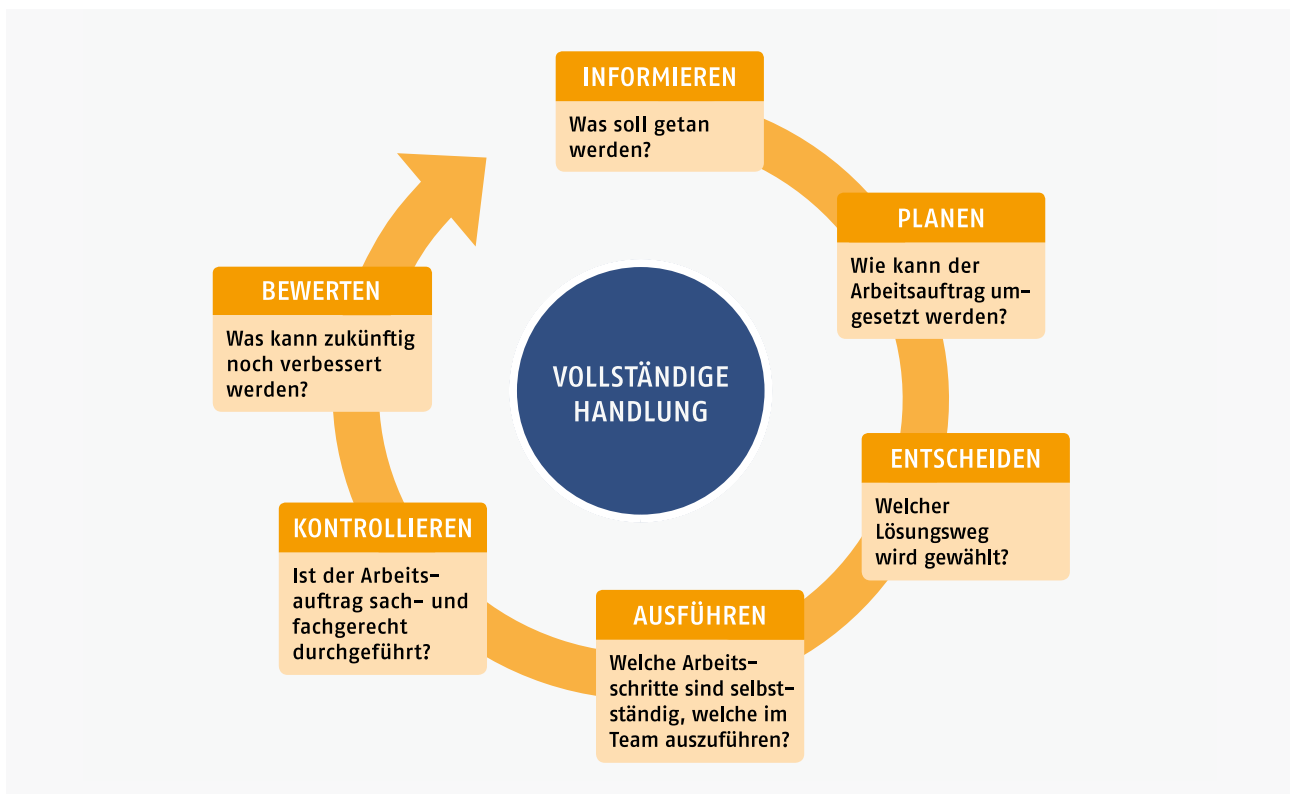 INFORMIEREN
Was soll getan
werden?
PLANEN
Wie kann der
Arbeitsauftrag um-
gesetzt werden?
ENTSCHEIDEN
Welcher
Lösungsweg
wird gewählt?
AUSFÜHREN
Welche Arbeits-
schritte sind selbst-
ständig, welche im
Team auszuführen?
KONTROLLIEREN
Ist der Arbeits-
auftrag sach- und
fachgerecht
durchgeführt?
BEWERTEN
Was kann zukünftig
noch verbessert
werden?
VOLLSTÄNDIGE
HANDLUNG